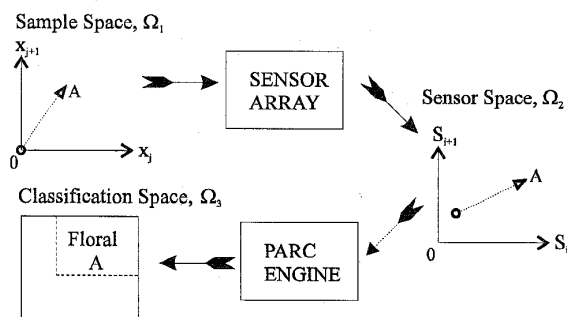 Sample Space, Ω₁
xⱼ₊₁
A
0
xⱼ
SENSOR
ARRAY
Sensor Space, Ω₂
Sᵢ₊₁
A
0
Sᵢ
Classification Space, Ω₃
Floral
A
PARC
ENGINE